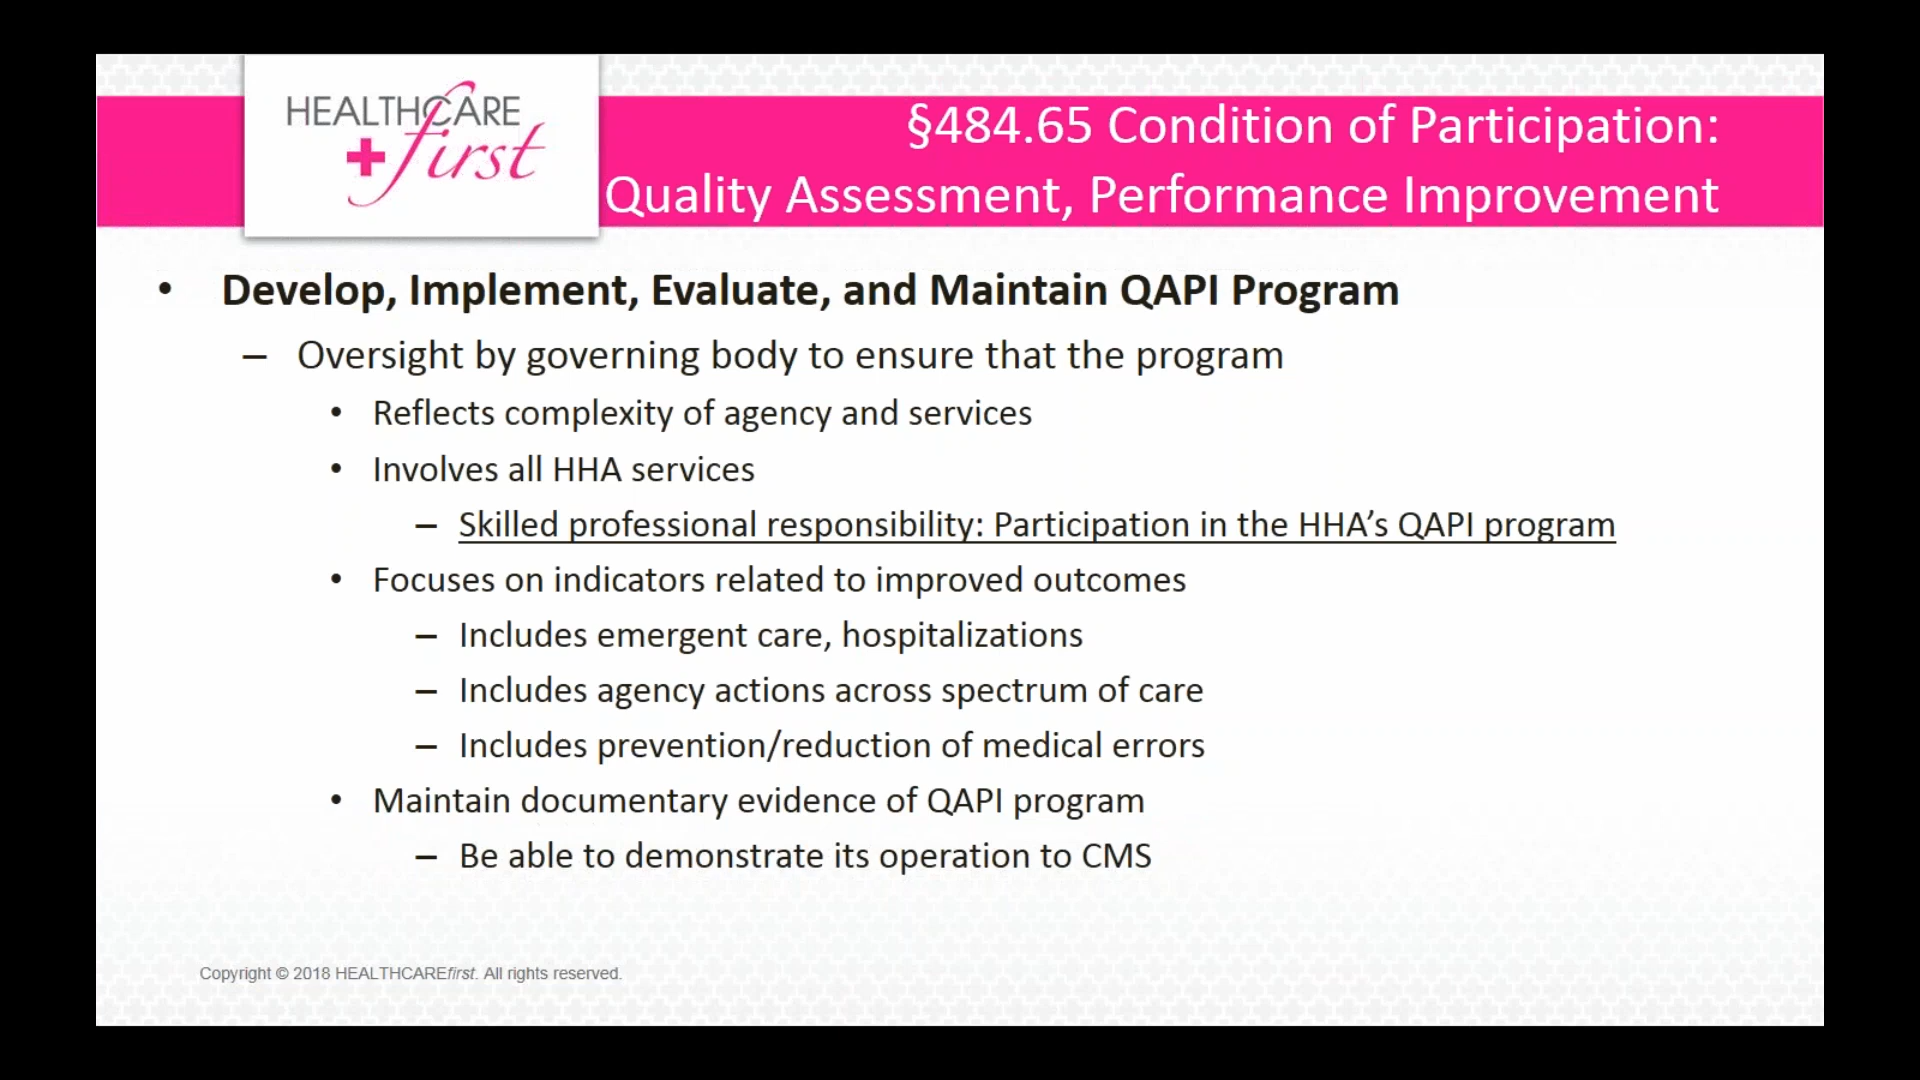 HEALTHCARE
first
§484.65 Condition of Participation:
Quality Assessment, Performance Improvement
• Develop, Implement, Evaluate, and Maintain QAPI Program
– Oversight by governing body to ensure that the program
• Reflects complexity of agency and services
• Involves all HHA services
– Skilled professional responsibility: Participation in the HHA’s QAPI program
• Focuses on indicators related to improved outcomes
– Includes emergent care, hospitalizations
– Includes agency actions across spectrum of care
– Includes prevention/reduction of medical errors
• Maintain documentary evidence of QAPI program
– Be able to demonstrate its operation to CMS
Copyright © 2018 HEALTHCAREfirst. All rights reserved.